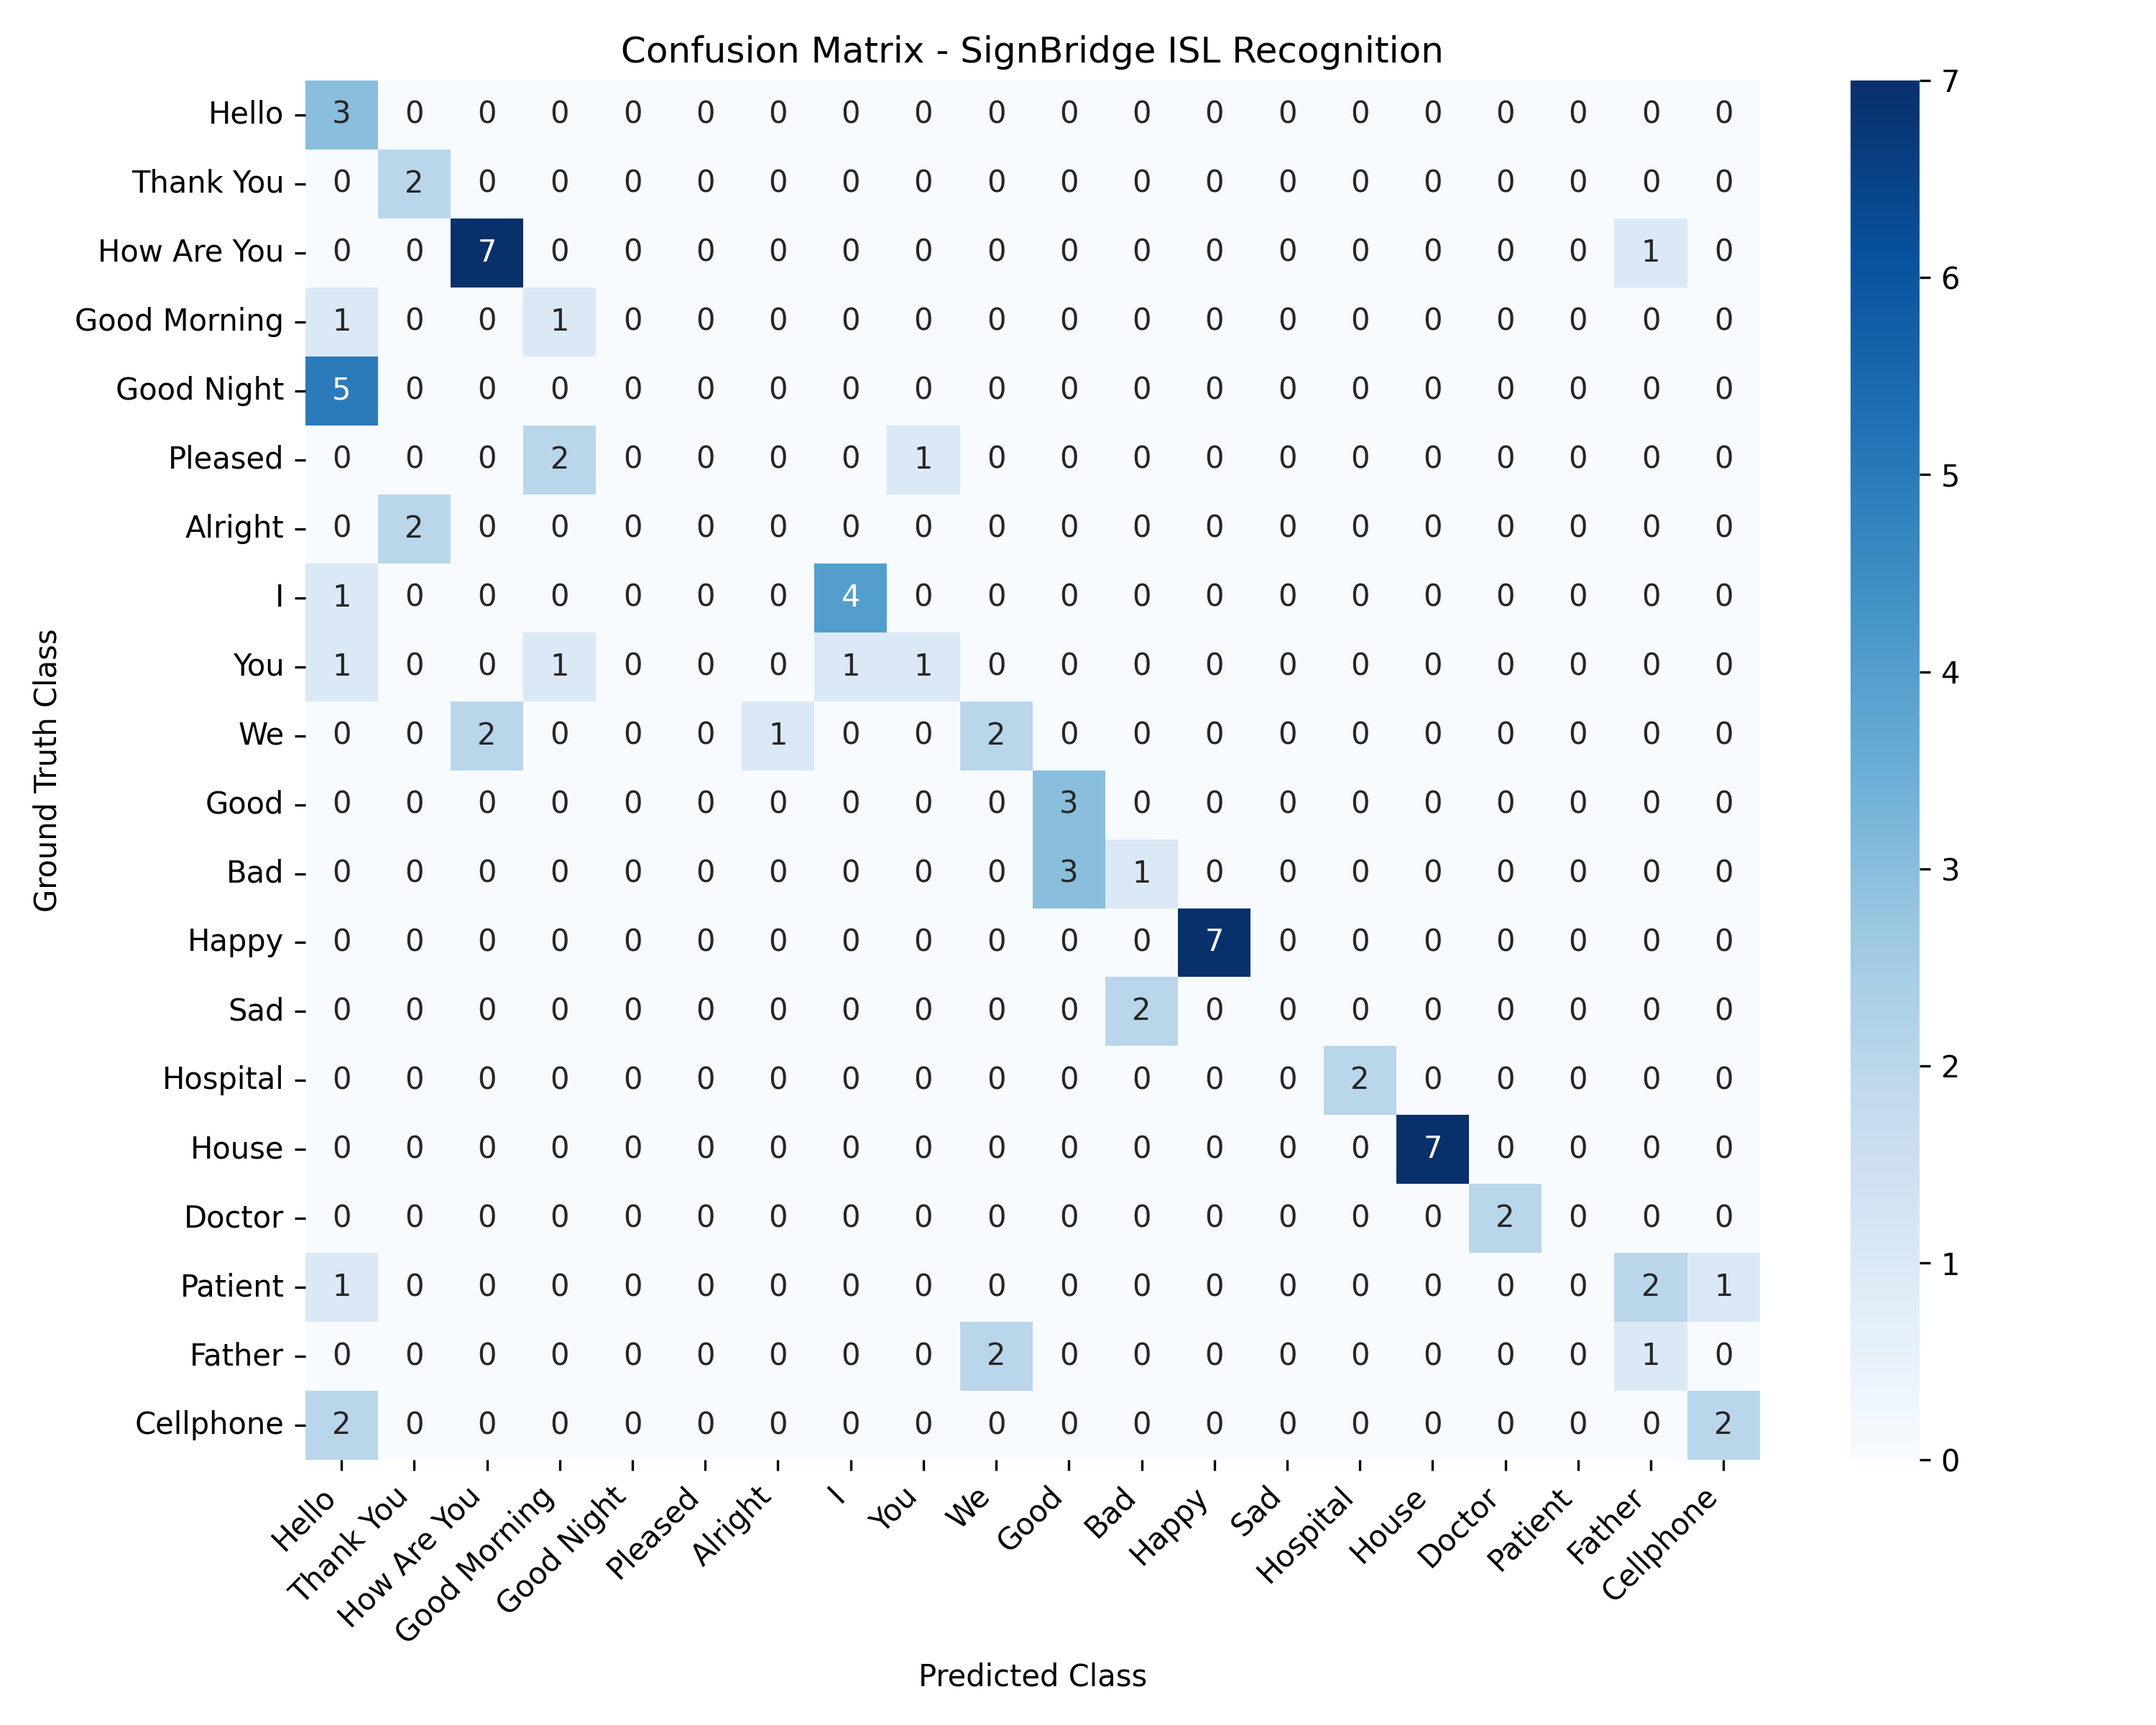 Confusion Matrix - SignBridge ISL Recognition
Hello 3 0 0 0 0 0 0 0 0 0 0 0 0 0 0 0 0 0 0 0
Thank You 0 2 0 0 0 0 0 0 0 0 0 0 0 0 0 0 0 0 0 0
How Are You 0 0 7 0 0 0 0 0 0 0 0 0 0 0 0 0 0 0 1 0
Good Morning 1 0 0 1 0 0 0 0 0 0 0 0 0 0 0 0 0 0 0 0
Good Night 5 0 0 0 0 0 0 0 0 0 0 0 0 0 0 0 0 0 0 0
Pleased 0 0 0 2 0 0 0 0 1 0 0 0 0 0 0 0 0 0 0 0
Alright 0 2 0 0 0 0 0 0 0 0 0 0 0 0 0 0 0 0 0 0
I 1 0 0 0 0 0 0 4 0 0 0 0 0 0 0 0 0 0 0 0
You 1 0 0 1 0 0 0 1 1 0 0 0 0 0 0 0 0 0 0 0
We 0 0 2 0 0 0 1 0 0 2 0 0 0 0 0 0 0 0 0 0
Good 0 0 0 0 0 0 0 0 0 0 3 0 0 0 0 0 0 0 0 0
Bad 0 0 0 0 0 0 0 0 0 0 3 1 0 0 0 0 0 0 0 0
Happy 0 0 0 0 0 0 0 0 0 0 0 0 7 0 0 0 0 0 0 0
Sad 0 0 0 0 0 0 0 0 0 0 0 2 0 0 0 0 0 0 0 0
Hospital 0 0 0 0 0 0 0 0 0 0 0 0 0 0 2 0 0 0 0 0
House 0 0 0 0 0 0 0 0 0 0 0 0 0 0 0 7 0 0 0 0
Doctor 0 0 0 0 0 0 0 0 0 0 0 0 0 0 0 0 2 0 0 0
Patient 1 0 0 0 0 0 0 0 0 0 0 0 0 0 0 0 0 0 2 1
Father 0 0 0 0 0 0 0 0 0 2 0 0 0 0 0 0 0 0 1 0
Cellphone 2 0 0 0 0 0 0 0 0 0 0 0 0 0 0 0 0 0 0 2
Hello Thank You How Are You Good Morning Good Night Pleased Alright I You We Good Bad Happy Sad Hospital House Doctor Patient Father Cellphone
Predicted Class
Ground Truth Class
7
6
5
4
3
2
1
0